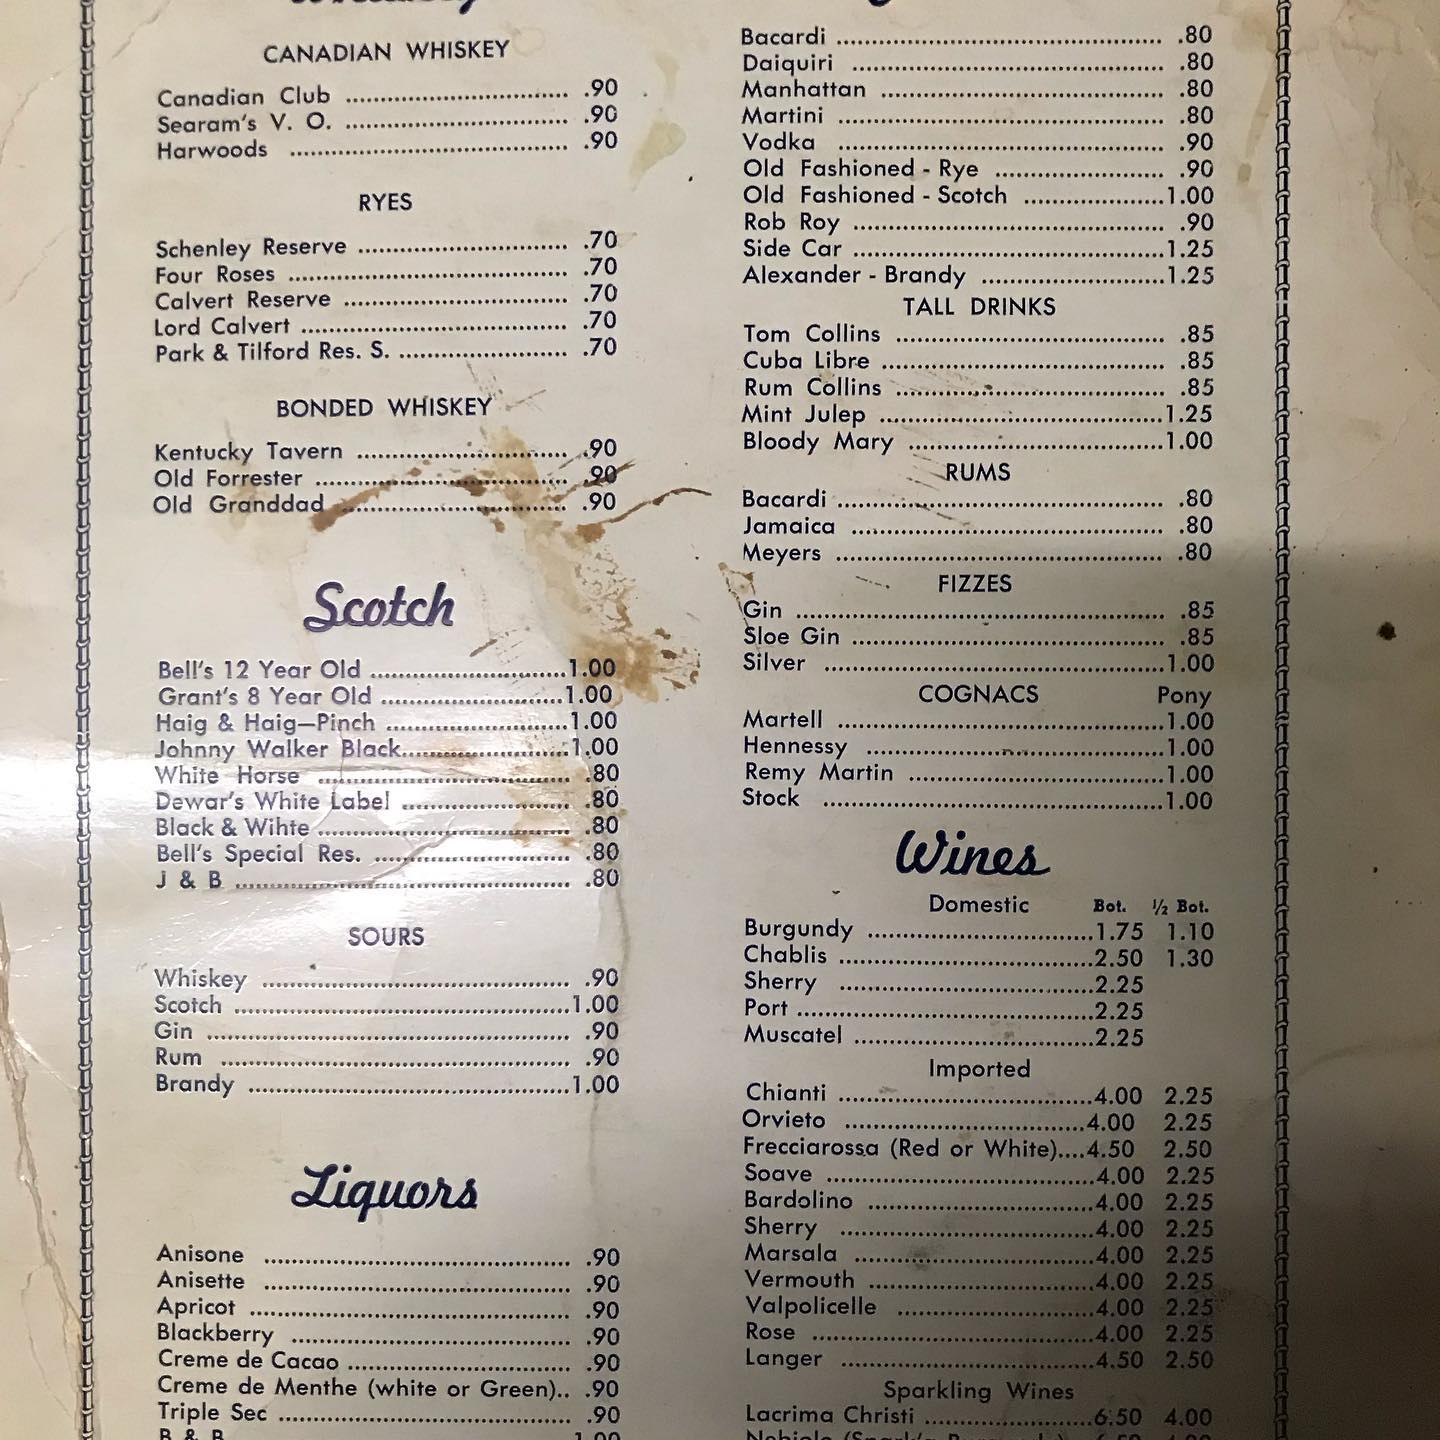 Whiskey
CANADIAN WHISKEY
Canadian Club .90
Searam's V. O. .90
Harwoods .90
RYES
Schenley Reserve .70
Four Roses .70
Calvert Reserve .70
Lord Calvert .70
Park & Tilford Res. S. .70
BONDED WHISKEY
Kentucky Tavern .90
Old Forrester .90
Old Granddad .90
Scotch
Bell's 12 Year Old 1.00
Grant's 8 Year Old 1.00
Haig & Haig—Pinch 1.00
Johnny Walker Black 1.00
White Horse .80
Dewar's White Label .80
Black & Wihte .80
Bell's Special Res. .80
J & B .80
SOURS
Whiskey .90
Scotch 1.00
Gin .90
Rum .90
Brandy 1.00
Liquors
Anisone .90
Anisette .90
Apricot .90
Blackberry .90
Creme de Cacao .90
Creme de Menthe (white or Green).. .90
Triple Sec .90
B & B 1.00
Bacardi .80
Daiquiri .80
Manhattan .80
Martini .80
Vodka .90
Old Fashioned - Rye .90
Old Fashioned - Scotch 1.00
Rob Roy .90
Side Car 1.25
Alexander - Brandy 1.25
TALL DRINKS
Tom Collins .85
Cuba Libre .85
Rum Collins .85
Mint Julep 1.25
Bloody Mary 1.00
RUMS
Bacardi .80
Jamaica .80
Meyers .80
FIZZES
Gin .85
Sloe Gin .85
Silver 1.00
COGNACS Pony
Martell 1.00
Hennessy 1.00
Remy Martin 1.00
Stock 1.00
Wines
Domestic Bot. ½ Bot.
Burgundy 1.75 1.10
Chablis 2.50 1.30
Sherry 2.25
Port 2.25
Muscatel 2.25
Imported
Chianti 4.00 2.25
Orvieto 4.00 2.25
Frecciarossa (Red or White)....4.50 2.50
Soave 4.00 2.25
Bardolino 4.00 2.25
Sherry 4.00 2.25
Marsala 4.00 2.25
Vermouth 4.00 2.25
Valpolicelle 4.00 2.25
Rose 4.00 2.25
Langer 4.50 2.50
Sparkling Wines
Lacrima Christi 6.50 4.00